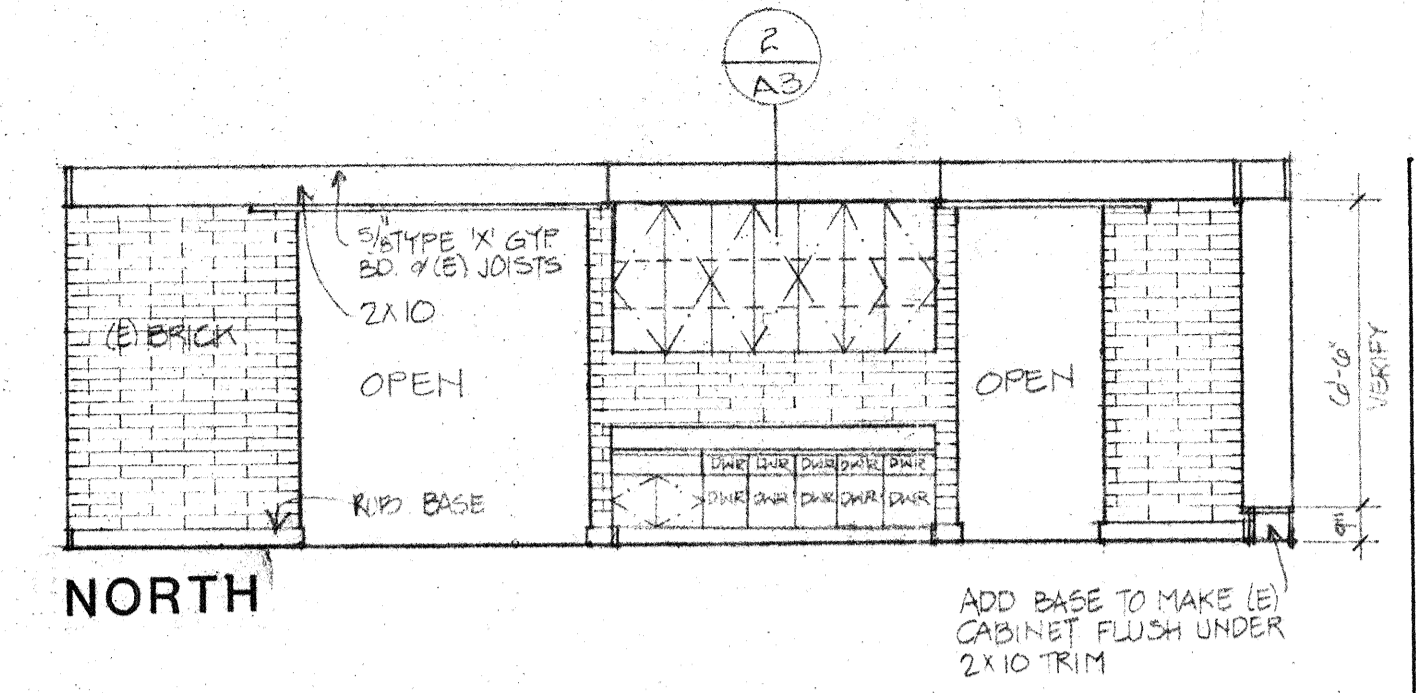 2
A3
5/8" TYPE 'X' GYP.
BD. @ (E) JOISTS
2X10
(E) BRICK
OPEN
OPEN
6'-6"
VERIFY
DWR DWR DWR DWR DWR
DWR DWR DWR DWR DWR
RUB BASE
NORTH
ADD BASE TO MAKE (E)
CABINET FLUSH UNDER
2X10 TRIM